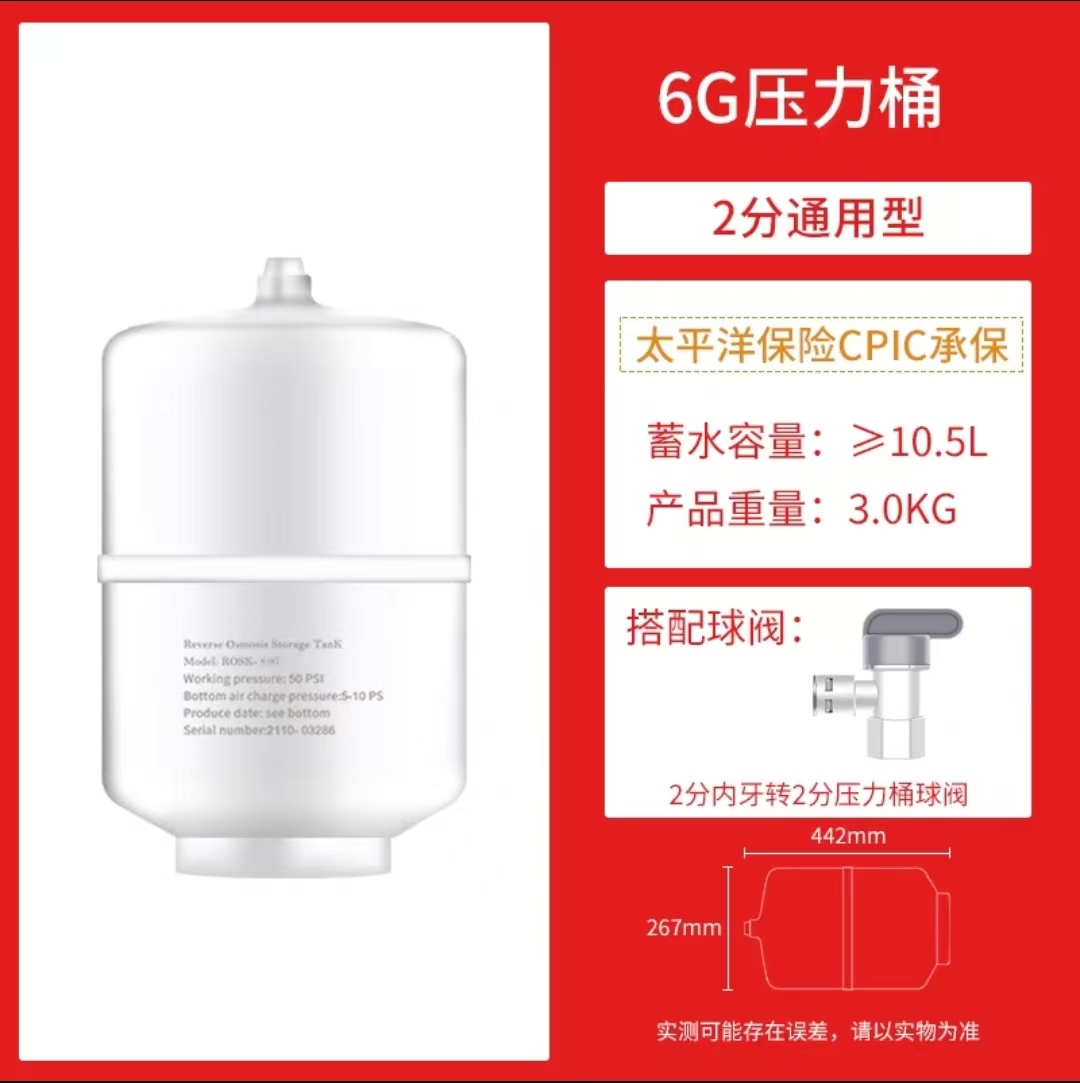 6G压力桶
2分通用型
太平洋保险CPIC承保
蓄水容量：≥10.5L
产品重量：3.0KG
搭配球阀：
2分内牙转2分压力桶球阀
442mm
267mm
实测可能存在误差，请以实物为准
Reverse Osmosis Storage TanK
Model: ROSK-
Working pressure: 50 PSI
Bottom air charge pressure:5-10 PS
Produce date: see bottom
Serial number:2110- 03286